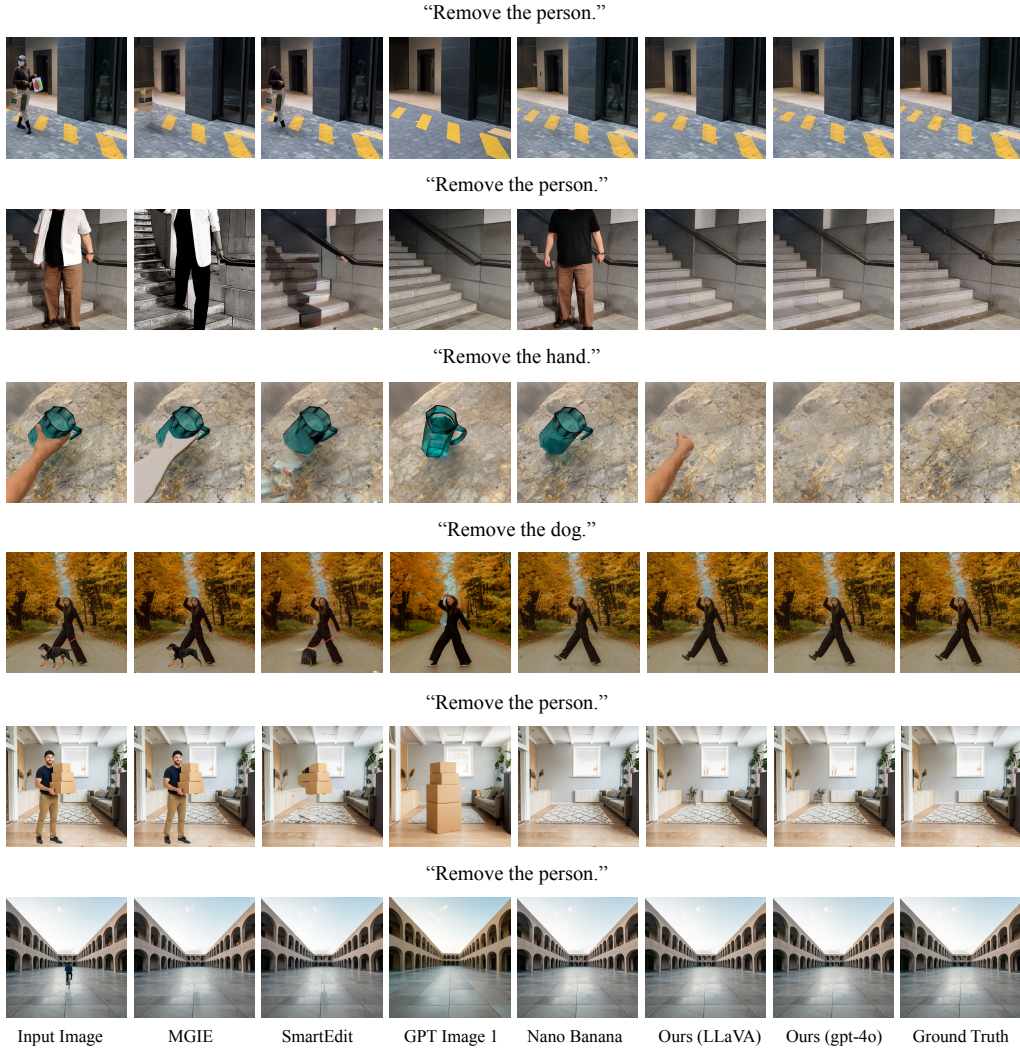 “Remove the person.”
“Remove the person.”
“Remove the hand.”
“Remove the dog.”
“Remove the person.”
“Remove the person.”
Input Image MGIE SmartEdit GPT Image 1 Nano Banana Ours (LLaVA) Ours (gpt-4o) Ground Truth